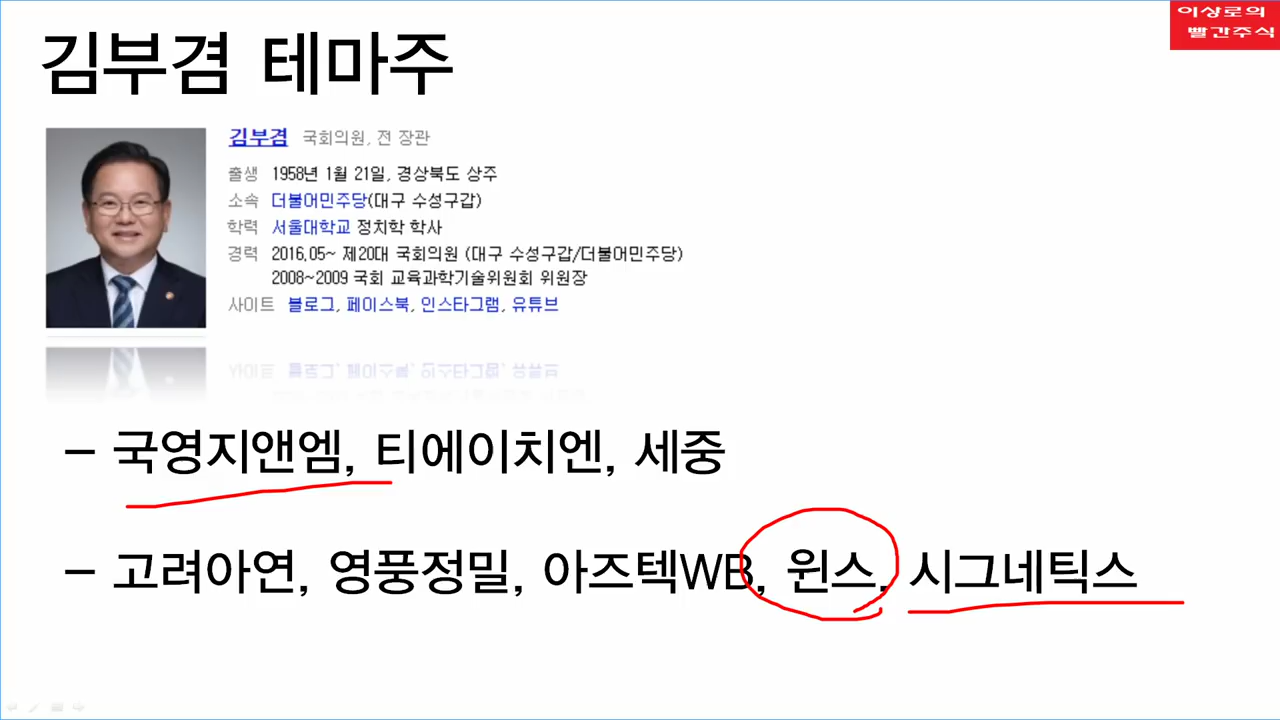 이상로의
빨간주식
김부겸 테마주
김부겸 국회의원, 전 장관
출생 1958년 1월 21일, 경상북도 상주
소속 더불어민주당(대구 수성구갑)
학력 서울대학교 정치학 학사
경력 2016.05~ 제20대 국회의원 (대구 수성구갑/더불어민주당)
2008~2009 국회 교육과학기술위원회 위원장
사이트 블로그, 페이스북, 인스타그램, 유튜브
- 국영지앤엠, 티에이치엔, 세중
- 고려아연, 영풍정밀, 아즈텍WB, 윈스, 시그네틱스